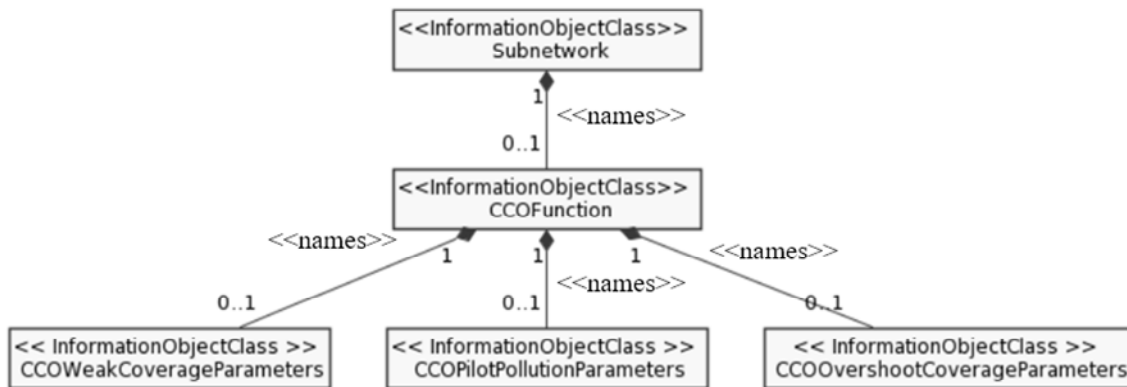 <<InformationObjectClass>>
Subnetwork
1
<<names>>
0..1
<<InformationObjectClass>>
CCOFunction
<<names>>
1
1
1
<<names>>
<<names>>
0..1
0..1
0..1
<< InformationObjectClass >>
CCOWeakCoverageParameters
<< InformationObjectClass >>
CCOPilotPollutionParameters
<< InformationObjectClass >>
CCOOvershootCoverageParameters